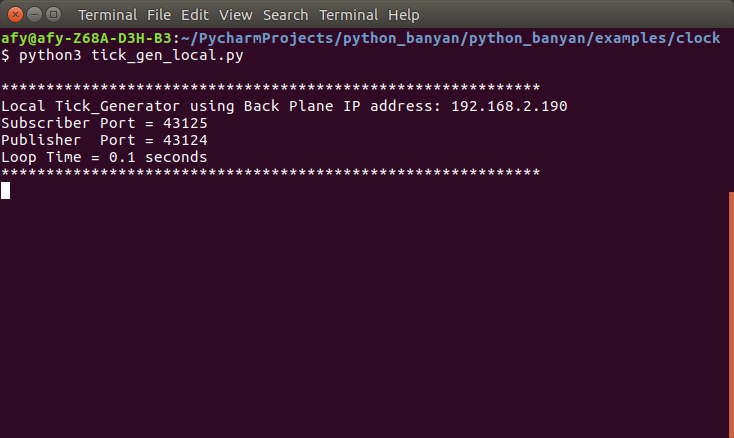 Terminal File Edit View Search Terminal Help
afy@afy-Z68A-D3H-B3:~/PycharmProjects/python_banyan/python_banyan/examples/clock
$ python3 tick_gen_local.py
************************************************************
Local Tick_Generator using Back Plane IP address: 192.168.2.190
Subscriber Port = 43125
Publisher  Port = 43124
Loop Time = 0.1 seconds
************************************************************